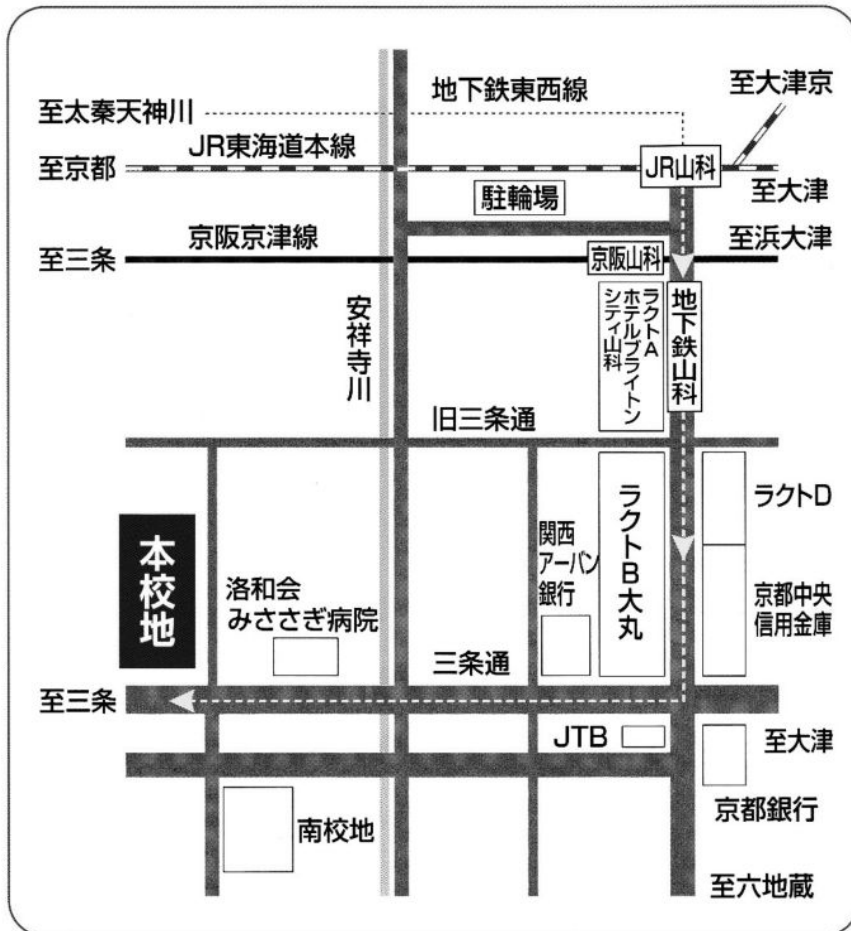 地下鉄東西線
至大津京
至太秦天神川
JR東海道本線
至京都
JR山科
至大津
駐輪場
京阪京津線
至浜大津
至三条
京阪山科
安祥寺川
ラクトA
ホテルブライトン
シティ山科
地下鉄山科
旧三条通
本校地
洛和会
みささぎ病院
関西
アーバン
銀行
ラクトB大丸
ラクトD
京都中央
信用金庫
三条通
至三条
JTB
至大津
京都銀行
南校地
至六地蔵